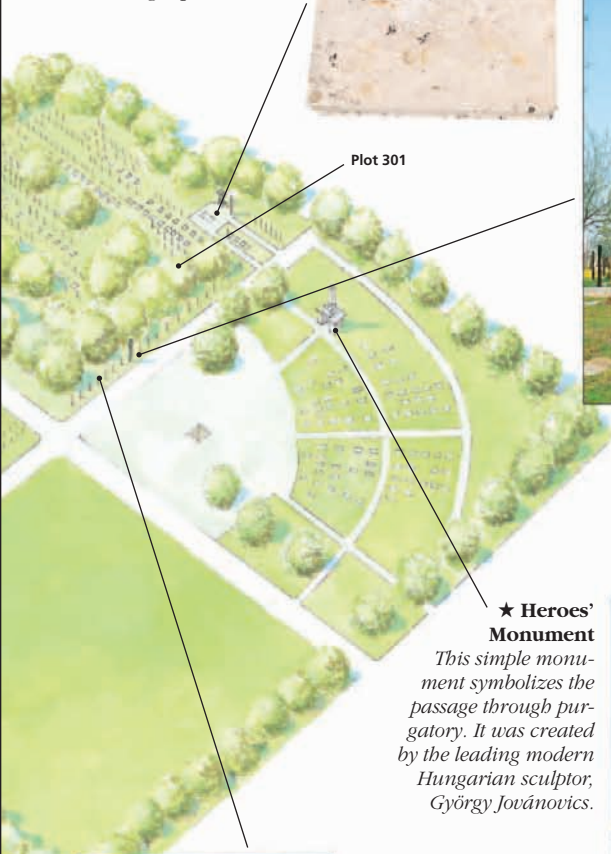 Plot 301
★ Heroes'
Monument
This simple monu-
ment symbolizes the
passage through pur-
gatory. It was created
by the leading modern
Hungarian sculptor,
György Jovánovics.